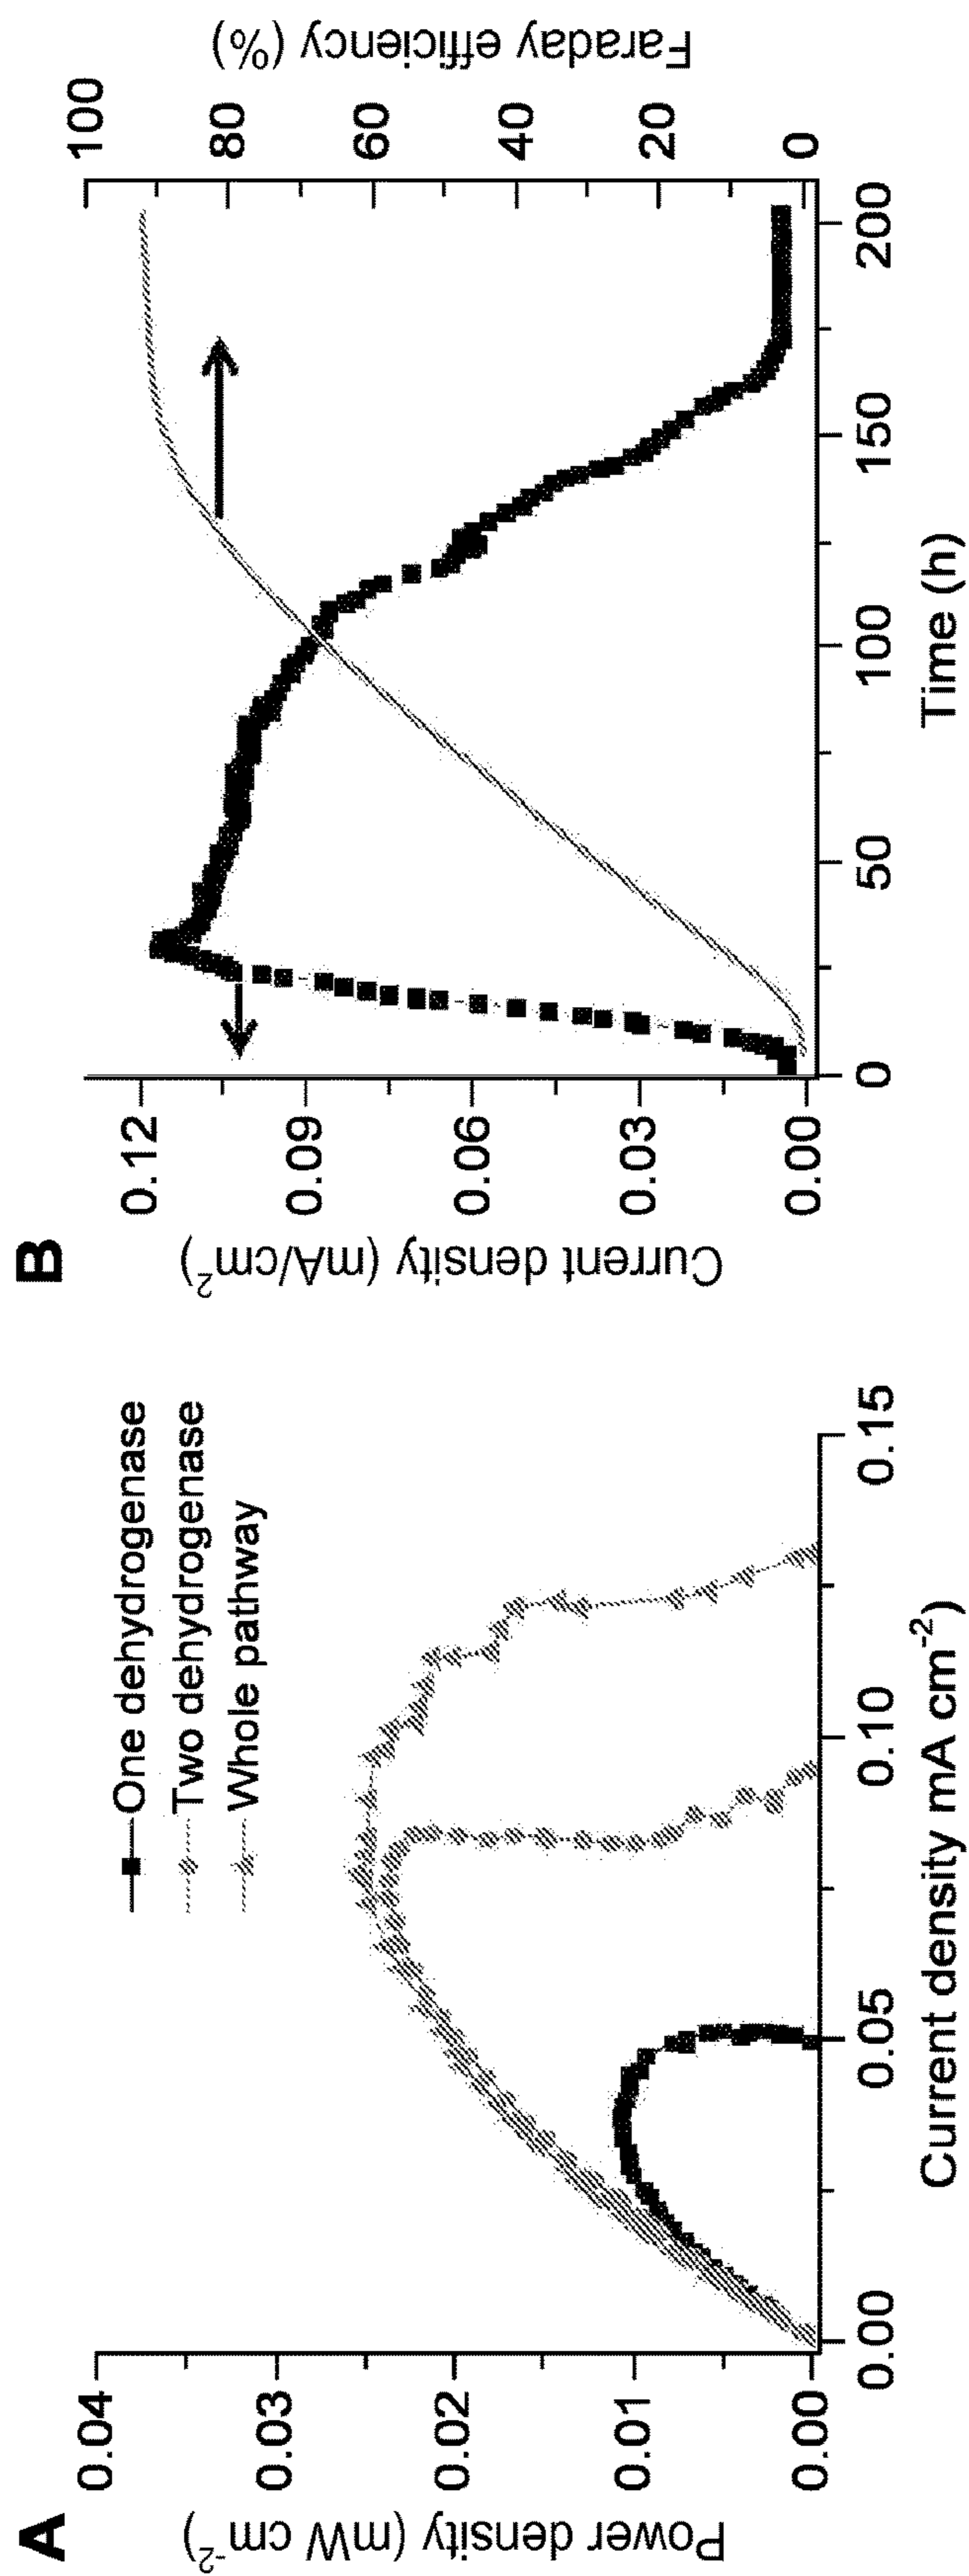 A
Power density (mW cm-2)
0.04
0.03
0.02
0.01
0.00
One dehydrogenase
Two dehydrogenase
Whole pathway
0.00
0.05
0.10
0.15
Current density mA cm-2)
B
Current density (mA/cm2)
0.12
0.09
0.06
0.03
0.00
0
50
100
150
200
Time (h)
100
80
60
40
20
0
Faraday efficiency (%)